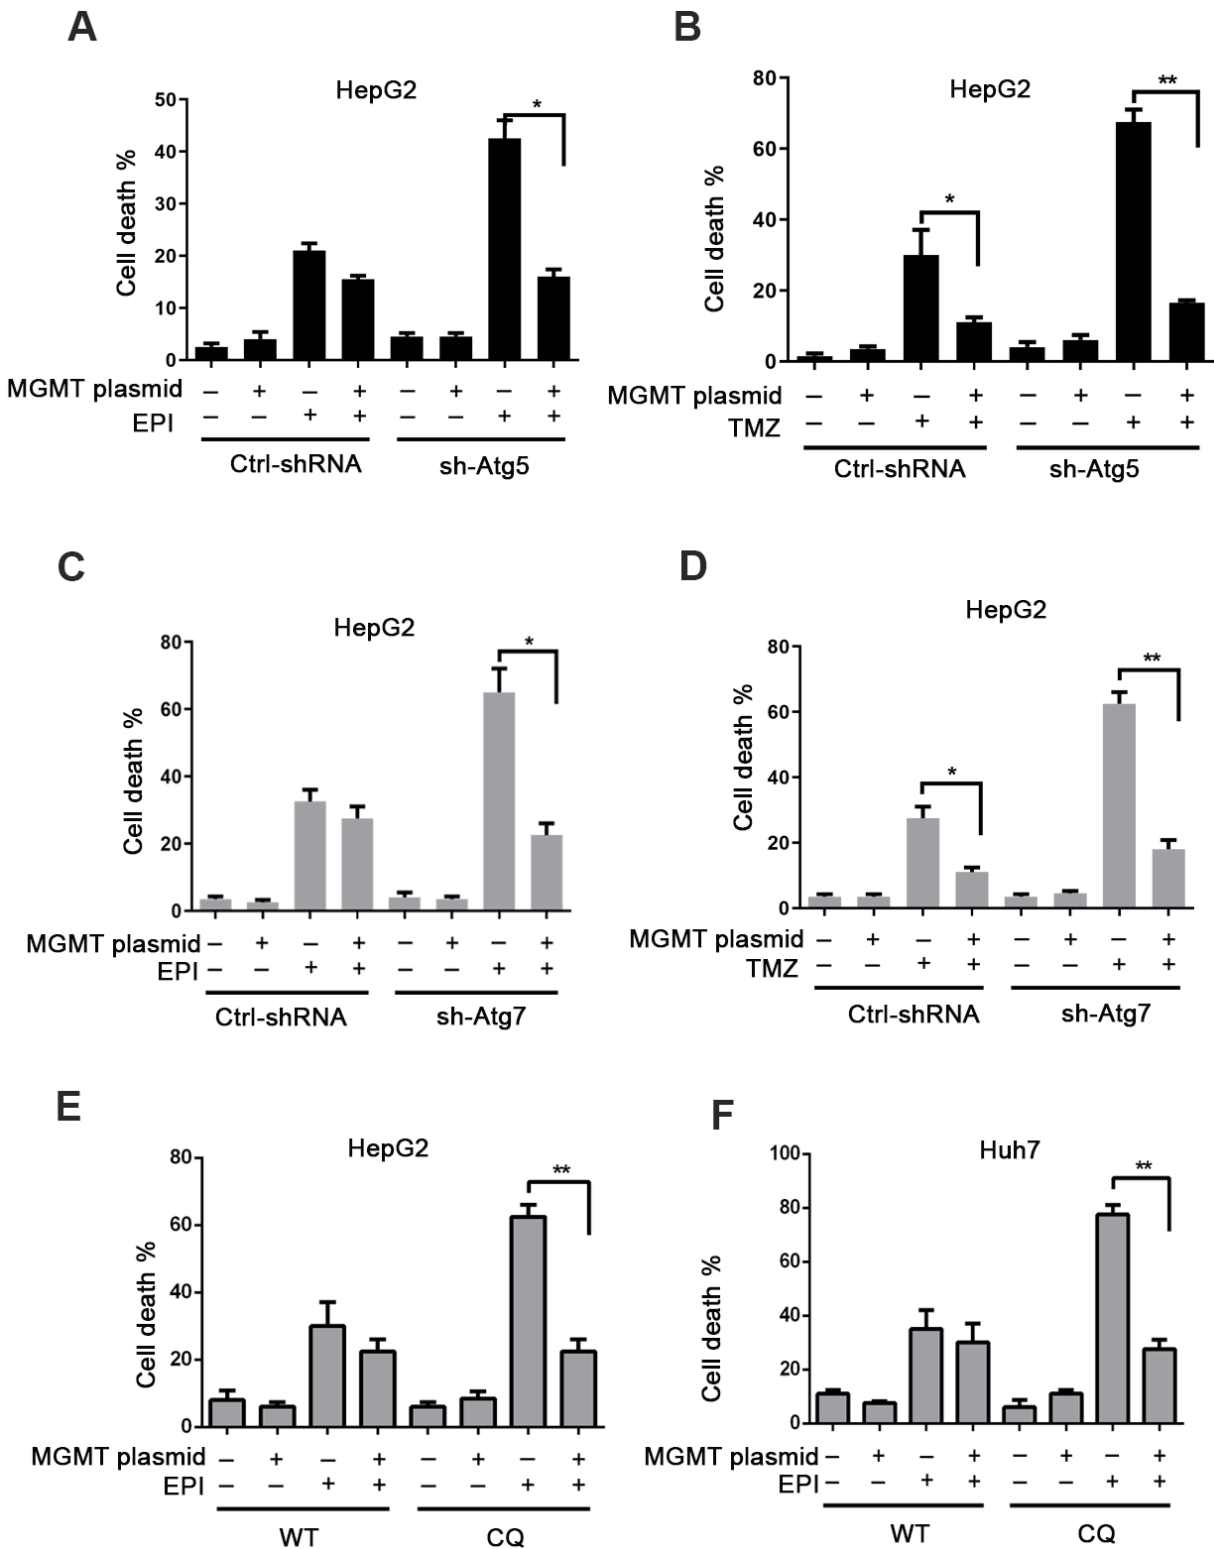 A
HepG2
Cell death %
50
40
30
20
10
0
*
MGMT plasmid − + − + − + − +
EPI − − + + − − + +
Ctrl-shRNA sh-Atg5
B
HepG2
Cell death %
80
60
40
20
0
*
**
MGMT plasmid − + − + − + − +
TMZ − − + + − − + +
Ctrl-shRNA sh-Atg5
C
HepG2
Cell death %
80
60
40
20
0
*
MGMT plasmid − + − + − + − +
EPI − − + + − − + +
Ctrl-shRNA sh-Atg7
D
HepG2
Cell death %
80
60
40
20
0
*
**
MGMT plasmid − + − + − + − +
TMZ − − + + − − + +
Ctrl-shRNA sh-Atg7
E
HepG2
Cell death %
80
60
40
20
0
**
MGMT plasmid − + − + − + − +
EPI − − + + − − + +
WT CQ
F
Huh7
Cell death %
100
80
60
40
20
0
**
MGMT plasmid − + − + − + − +
EPI − − + + − − + +
WT CQ